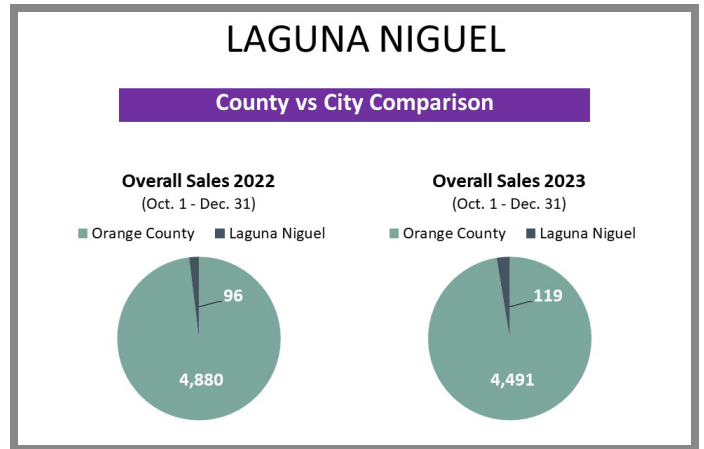 LAGUNA NIGUEL
County vs City Comparison
Overall Sales 2022
(Oct. 1 - Dec. 31)
Orange County Laguna Niguel
96
4,880
Overall Sales 2023
(Oct. 1 - Dec. 31)
Orange County Laguna Niguel
119
4,491